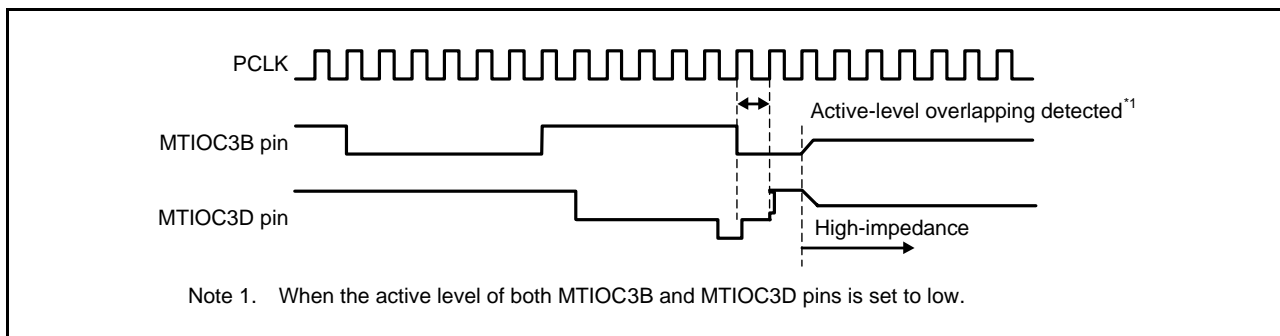 PCLK
Active-level overlapping detected*1
MTIOC3B pin
MTIOC3D pin
High-impedance
Note 1. When the active level of both MTIOC3B and MTIOC3D pins is set to low.